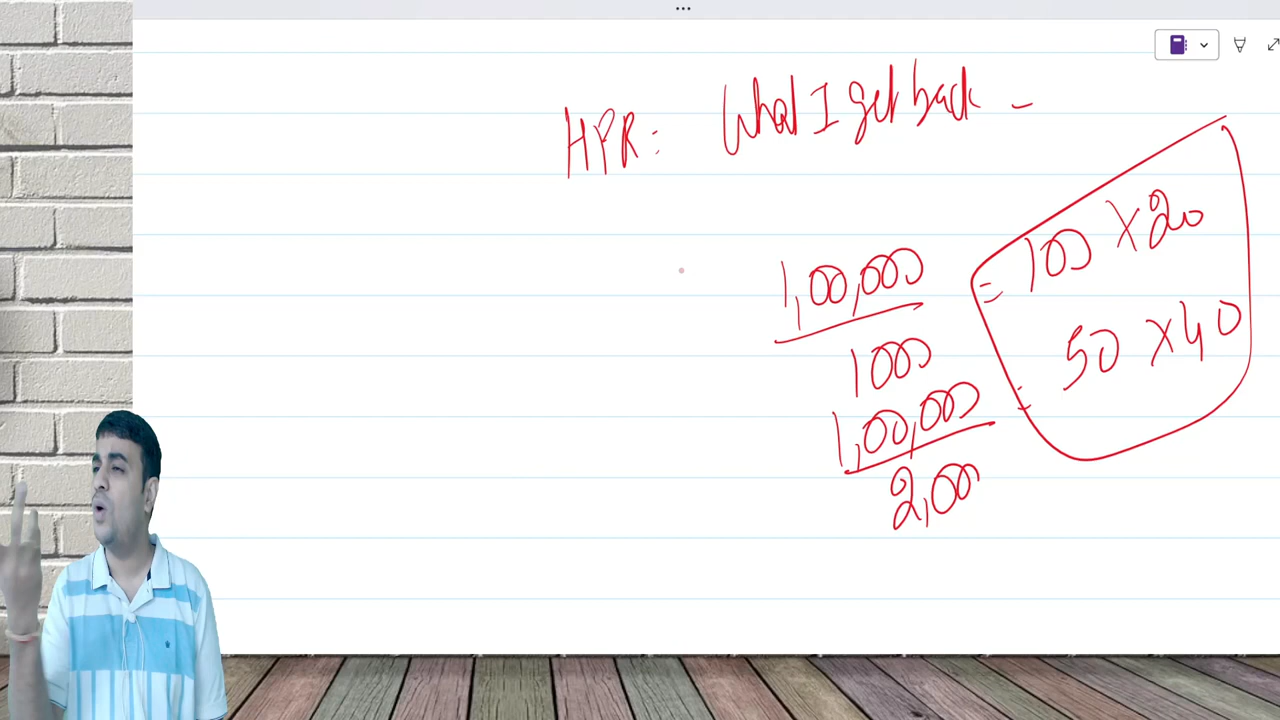 HPR: What I get back -
1,00,000 = 100 X 20
1000
1,00,000 = 50 X 40
2,000